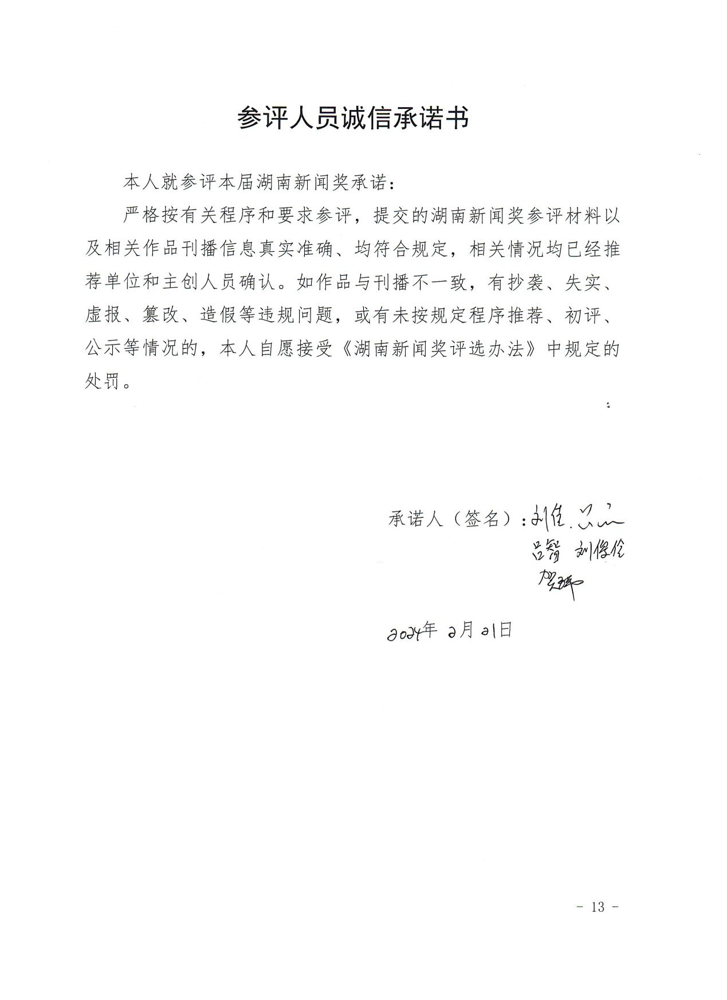 参评人员诚信承诺书
本人就参评本届湖南新闻奖承诺：
严格按有关程序和要求参评，提交的湖南新闻奖参评材料以
及相关作品刊播信息真实准确、均符合规定，相关情况均已经推
荐单位和主创人员确认。如作品与刊播不一致，有抄袭、失实、
虚报、篡改、造假等违规问题，或有未按规定程序推荐、初评、
公示等情况的，本人自愿接受《湖南新闻奖评选办法》中规定的
处罚。
承诺人（签名）：刘佳
吕智 刘俊伶
贺
2024年 2月 21日
- 13 -